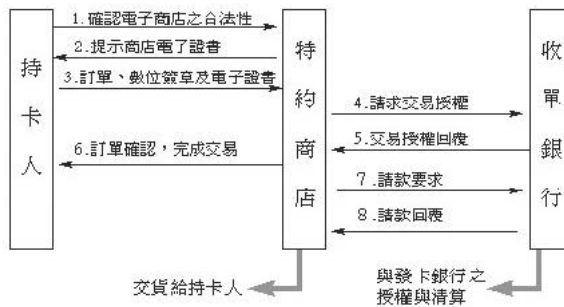 持卡人
特約商店
收單銀行
1.確認電子商店之合法性
2.提示商店電子證書
3.訂單、數位簽章及電子證書
4.請求交易授權
5.交易授權回覆
6.訂單確認，完成交易
7.請款要求
8.請款回覆
交貨給持卡人
與發卡銀行之
授權與清算